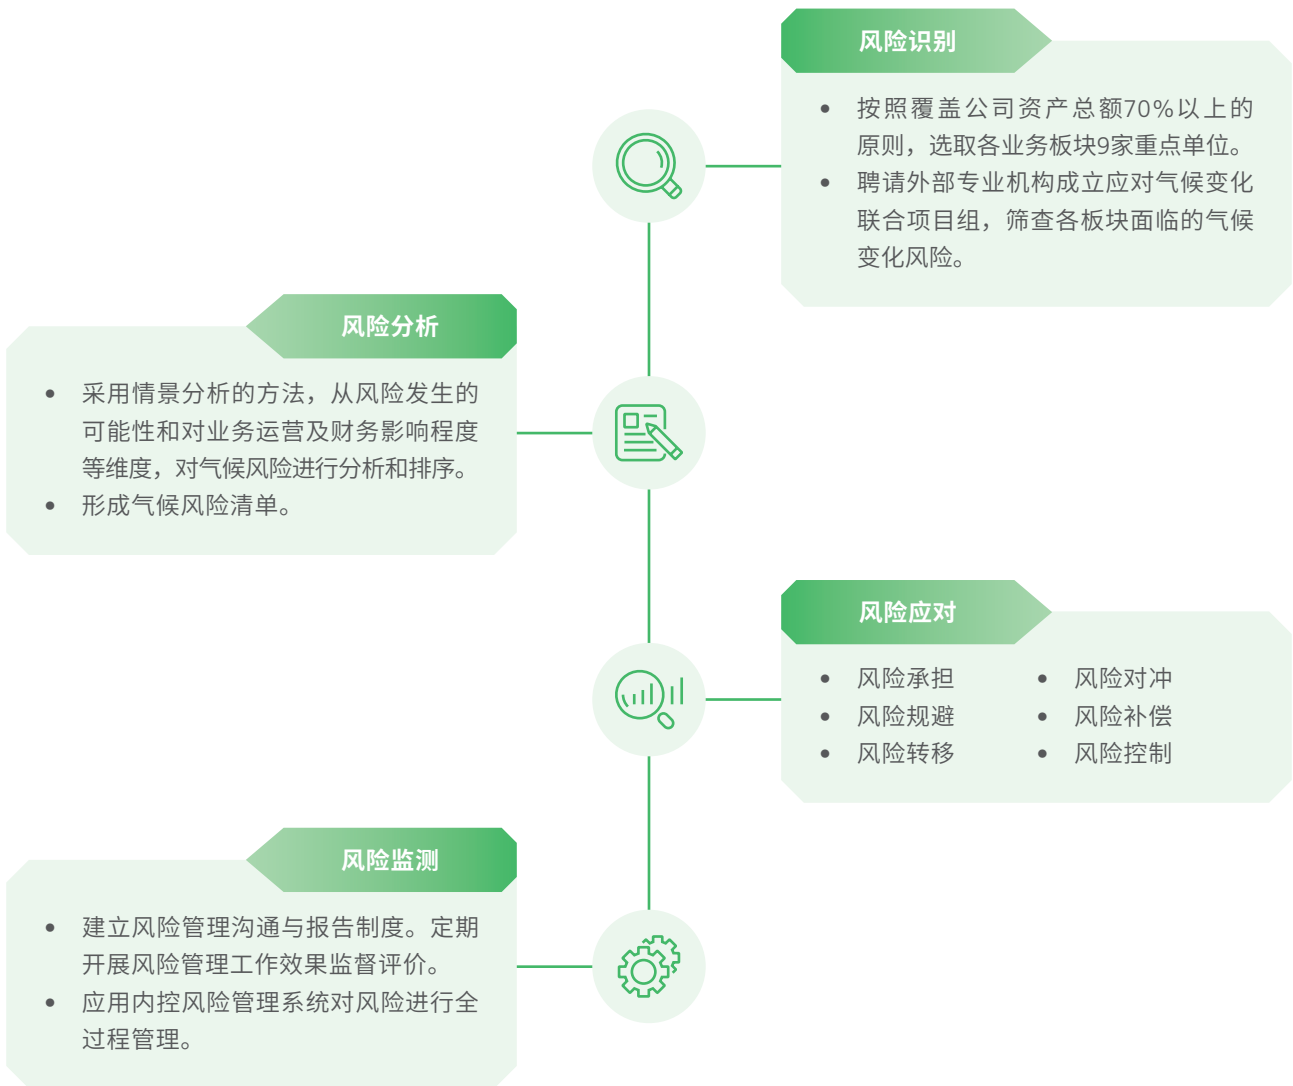 风险识别
按照覆盖公司资产总额70%以上的
原则，选取各业务板块9家重点单位。
聘请外部专业机构成立应对气候变化
联合项目组，筛查各板块面临的气候
变化风险。
风险分析
采用情景分析的方法，从风险发生的
可能性和对业务运营及财务影响程度
等维度，对气候风险进行分析和排序。
形成气候风险清单。
风险应对
风险承担
风险规避
风险转移
风险对冲
风险补偿
风险控制
风险监测
建立风险管理沟通与报告制度。定期
开展风险管理工作效果监督评价。
应用内控风险管理系统对风险进行全
过程管理。